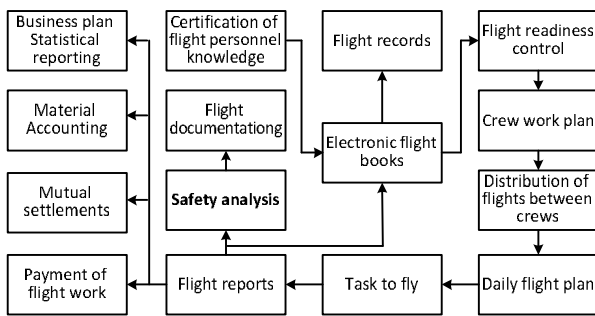 Business plan
Statistical
reporting
Certification of
flight personnel
knowledge
Flight records
Flight readiness
control
Material
Accounting
Flight
documentationg
Electronic flight
books
Crew work plan
Mutual
settlements
Safety analysis
Distribution of
flights between
crews
Payment of
flight work
Flight reports
Task to fly
Daily flight plan